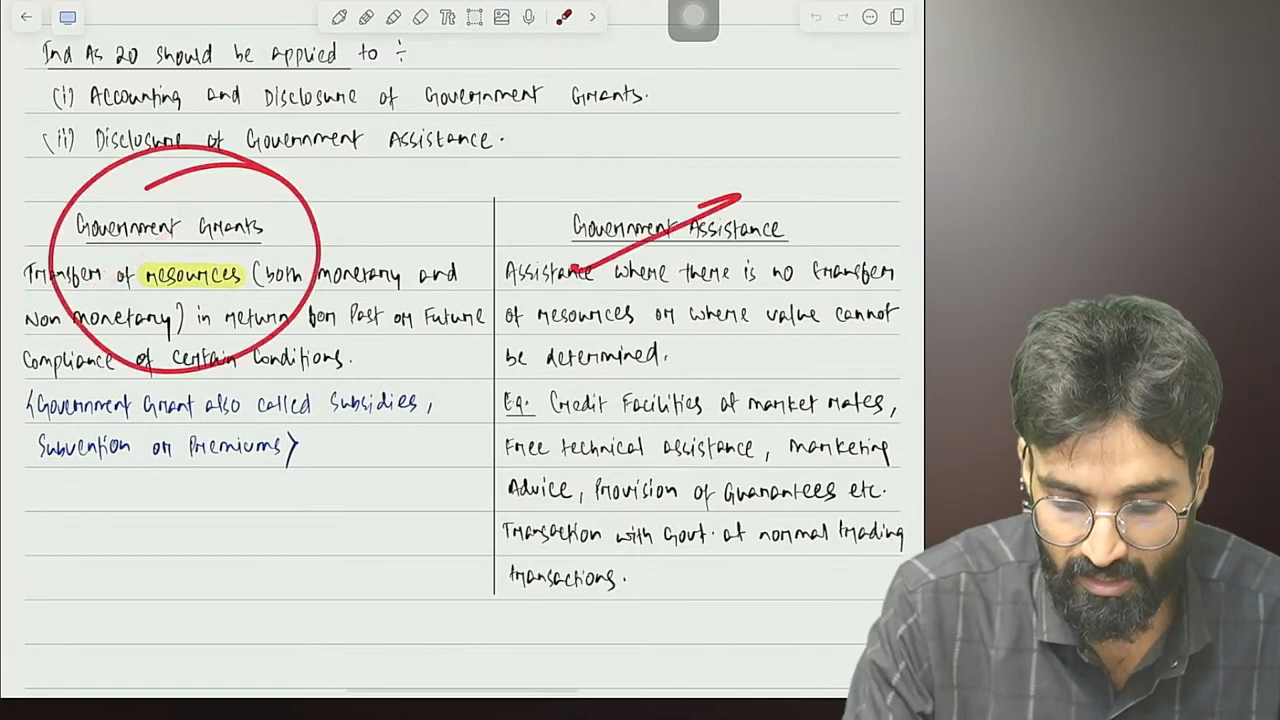 Ind As 20 should be applied to ÷
(i) Accounting and Disclosure of Government Grants.
(ii) Disclosure of Government Assistance.
Government Grants
Transfer of resources (both monetary and
Non monetary) in return for Past or Future
Compliance of certain Conditions.
(Government Grant also called Subsidies,
Subvention or Premiums)
Government Assistance
Assistance where there is no transfer
of resources or where value cannot
be determined.
Eg. Credit Facilities at market rates,
Free technical assistance, marketing
Advice, Provision of Guarantees etc.
Transaction with Govt. at normal trading
transactions.